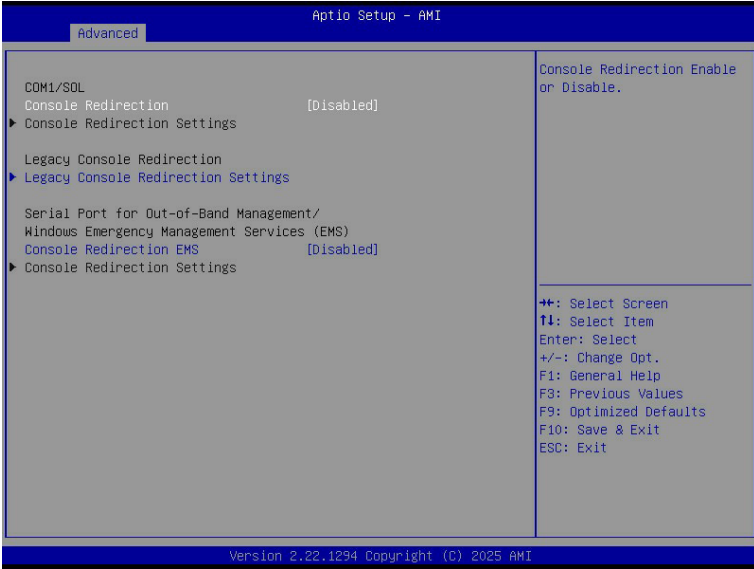 Aptio Setup – AMI
Advanced
COM1/SOL
Console Redirection [Disabled]
Console Redirection Settings
Legacy Console Redirection
Legacy Console Redirection Settings
Serial Port for Out-of-Band Management/
Windows Emergency Management Services (EMS)
Console Redirection EMS [Disabled]
Console Redirection Settings
Console Redirection Enable
or Disable.
→←: Select Screen
↑↓: Select Item
Enter: Select
+/-: Change Opt.
F1: General Help
F3: Previous Values
F9: Optimized Defaults
F10: Save & Exit
ESC: Exit
Version 2.22.1294 Copyright (C) 2025 AMI